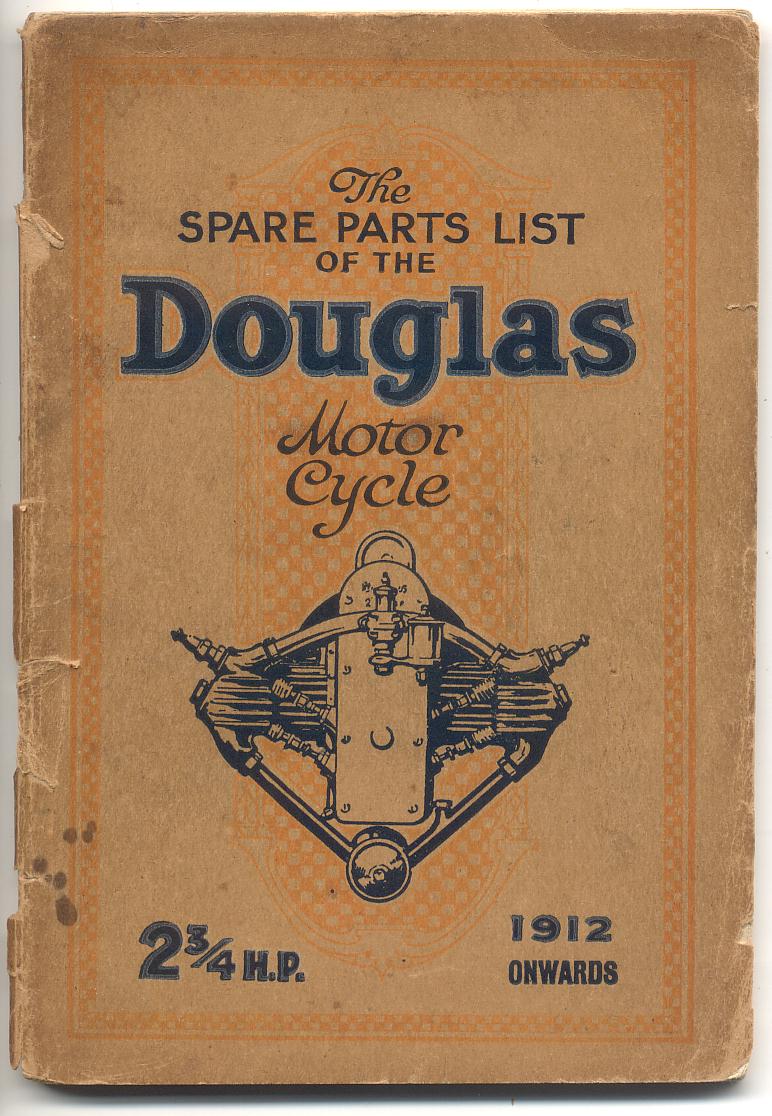 The
SPARE PARTS LIST
OF THE
Douglas
Motor
Cycle
2¾ H.P.
1912
ONWARDS